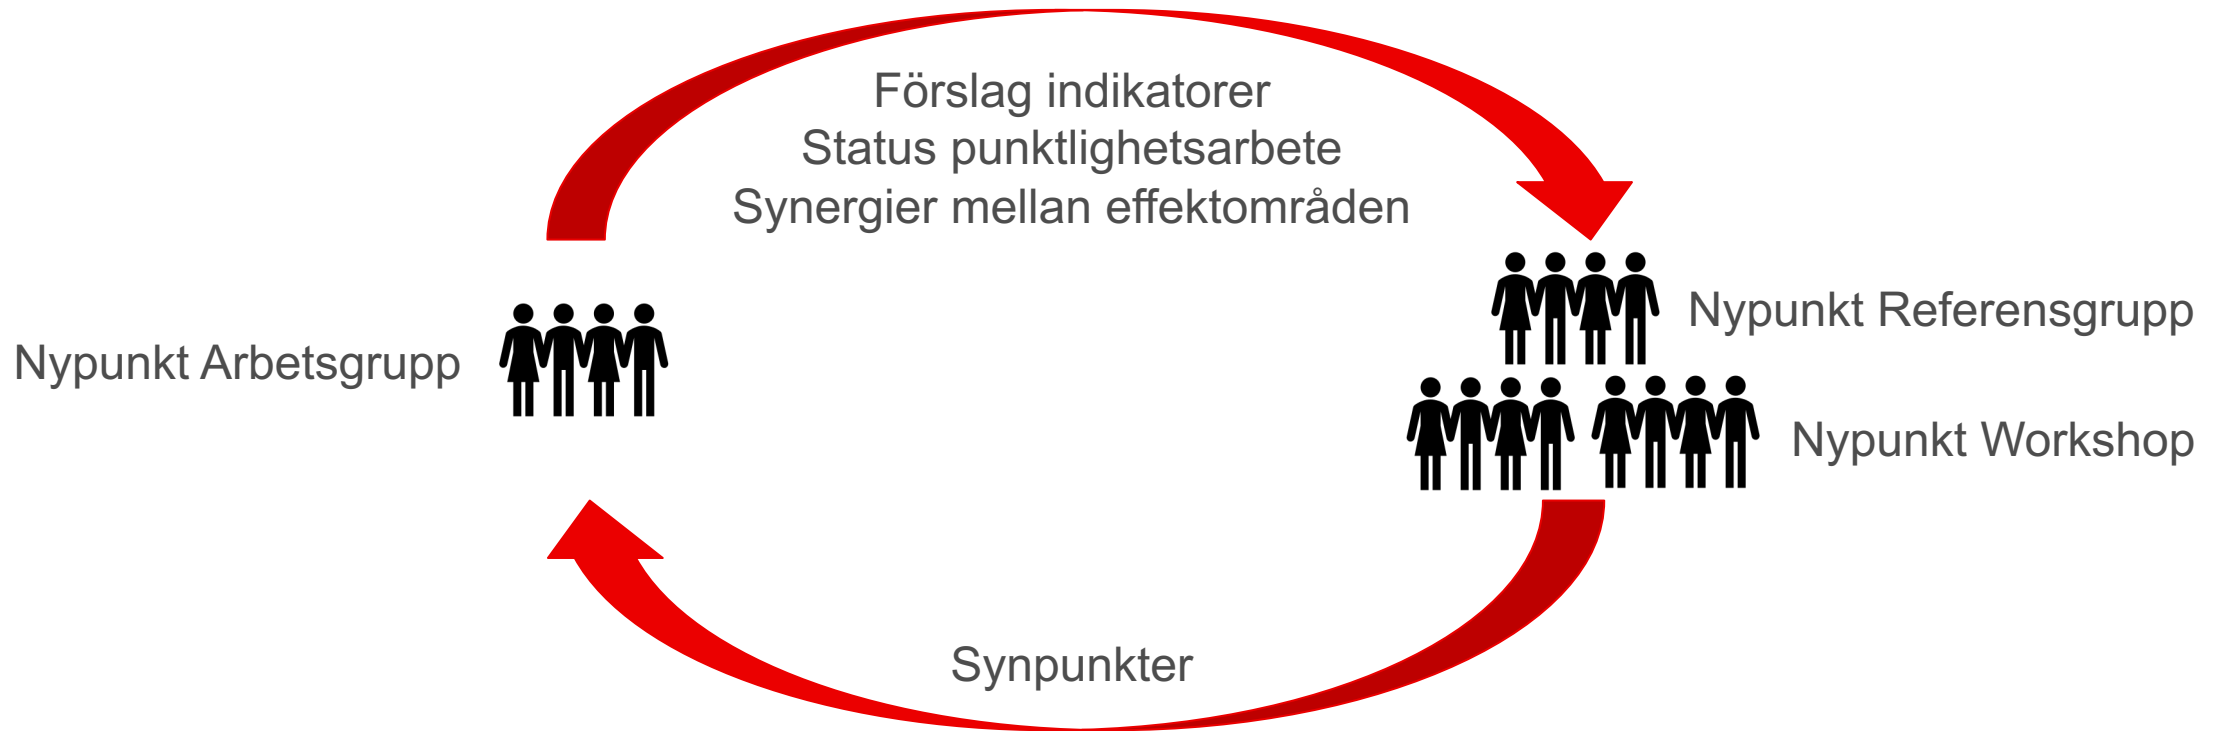 Förslag indikatorer
Status punktlighetsarbete
Synergier mellan effektområden
Nypunkt Arbetsgrupp
Nypunkt Referensgrupp
Nypunkt Workshop
Synpunkter